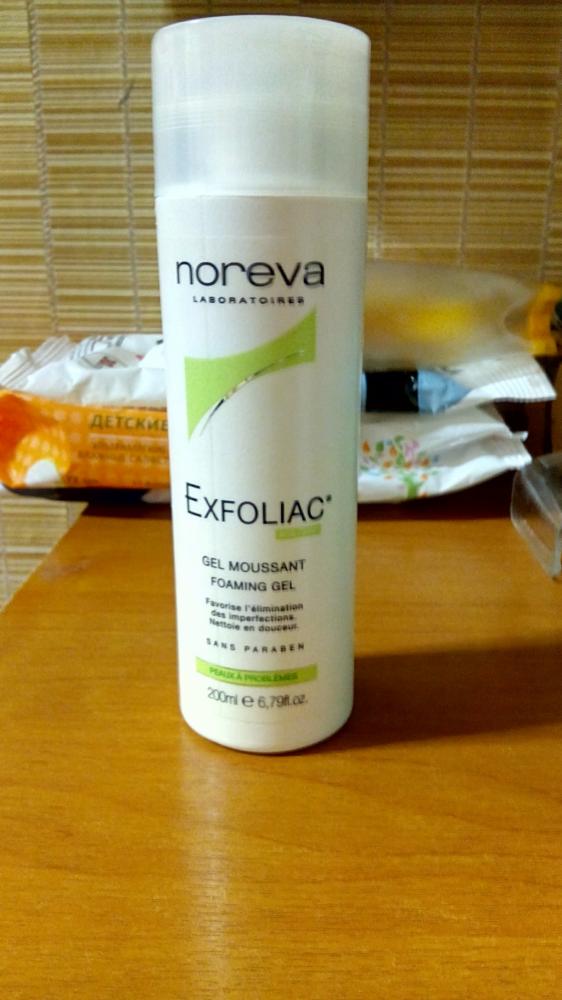 noreva
LABORATOIRES
EXFOLIAC®
GEL MOUSSANT
FOAMING GEL
Favorise l'élimination
des imperfections.
Nettoie en douceur.
SANS PARABEN
PEAUX À PROBLÈMES
200ml ℮ 6,79fl.oz.
ДЕТСКИЕ